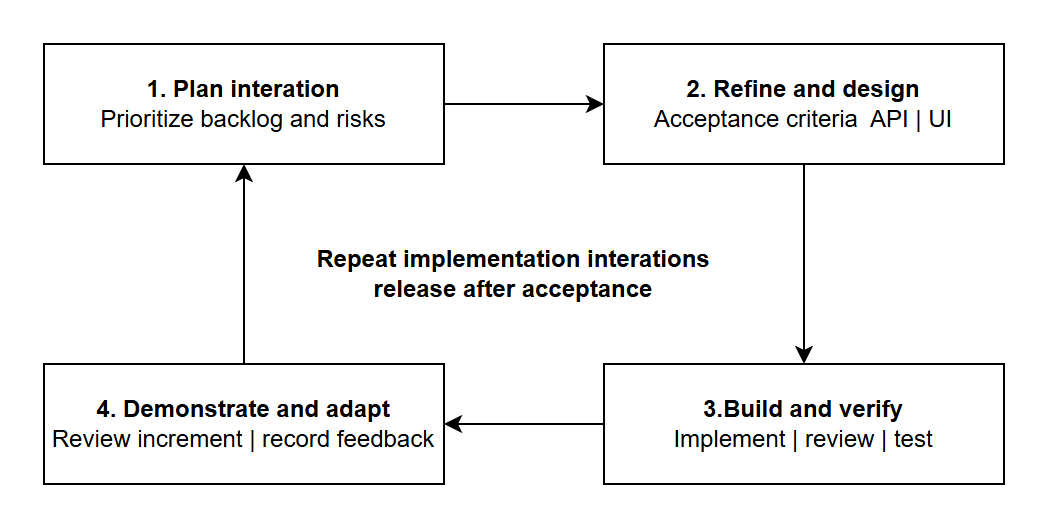 1. Plan interation
Prioritize backlog and risks
2. Refine and design
Acceptance criteria  API | UI
Repeat implementation interations
release after acceptance
4. Demonstrate and adapt
Review increment | record feedback
3.Build and verify
Implement | review | test